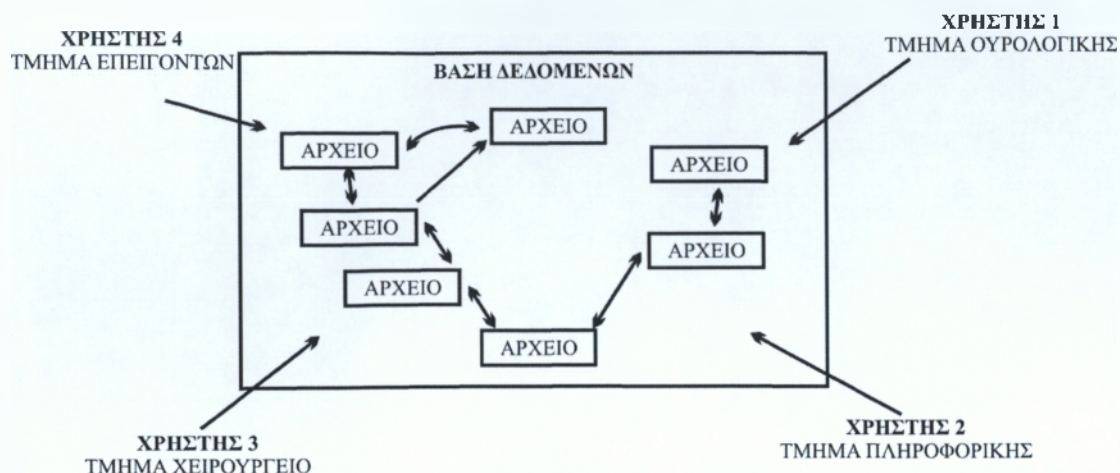 ΧΡΗΣΤΗΣ 1
ΤΜΗΜΑ ΟΥΡΟΛΟΓΙΚΗΣ
ΧΡΗΣΤΗΣ 4
ΤΜΗΜΑ ΕΠΕΙΓΟΝΤΩΝ
ΒΑΣΗ ΔΕΔΟΜΕΝΩΝ
ΑΡΧΕΙΟ
ΑΡΧΕΙΟ
ΑΡΧΕΙΟ
ΑΡΧΕΙΟ
ΑΡΧΕΙΟ
ΑΡΧΕΙΟ
ΑΡΧΕΙΟ
ΧΡΗΣΤΗΣ 2
ΤΜΗΜΑ ΠΛΗΡΟΦΟΡΙΚΗΣ
ΧΡΗΣΤΗΣ 3
ΤΜΗΜΑ ΧΕΙΡΟΥΡΓΕΙΟ